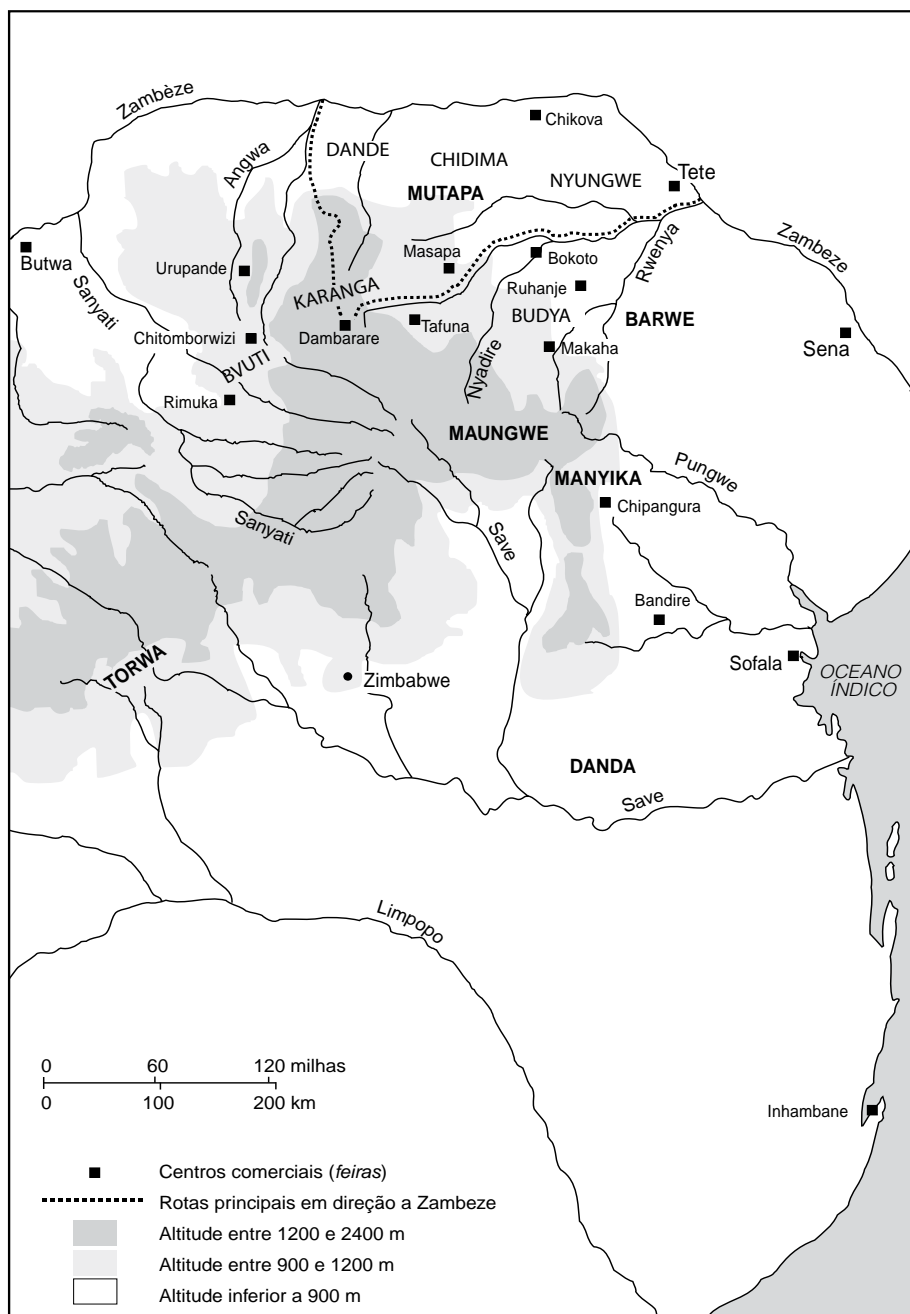 Zambèze
Chikova
DANDE
Angwa
CHIDIMA
Tete
NYUNGWE
MUTAPA
Zambeze
Butwa
Masapa
Bokoto
Rwenya
Urupande
Sanyati
Ruhanje
KARANGA
BUDYA
BARWE
Dambarare
Tafuna
Sena
Chitomborwizi
Makaha
BVUTI
Nyadire
Rimuka
MAUNGWE
Pungwe
MANYIKA
Chipangura
Sanyati
Save
Bandire
Sofala
OCEANO
ÍNDICO
TORWA
Zimbabwe
DANDA
Save
Limpopo
0 60 120 milhas
0 100 200 km
Inhambane
Centros comerciais (feiras)
Rotas principais em direção a Zambeze
Altitude entre 1200 e 2400 m
Altitude entre 900 e 1200 m
Altitude inferior a 900 m